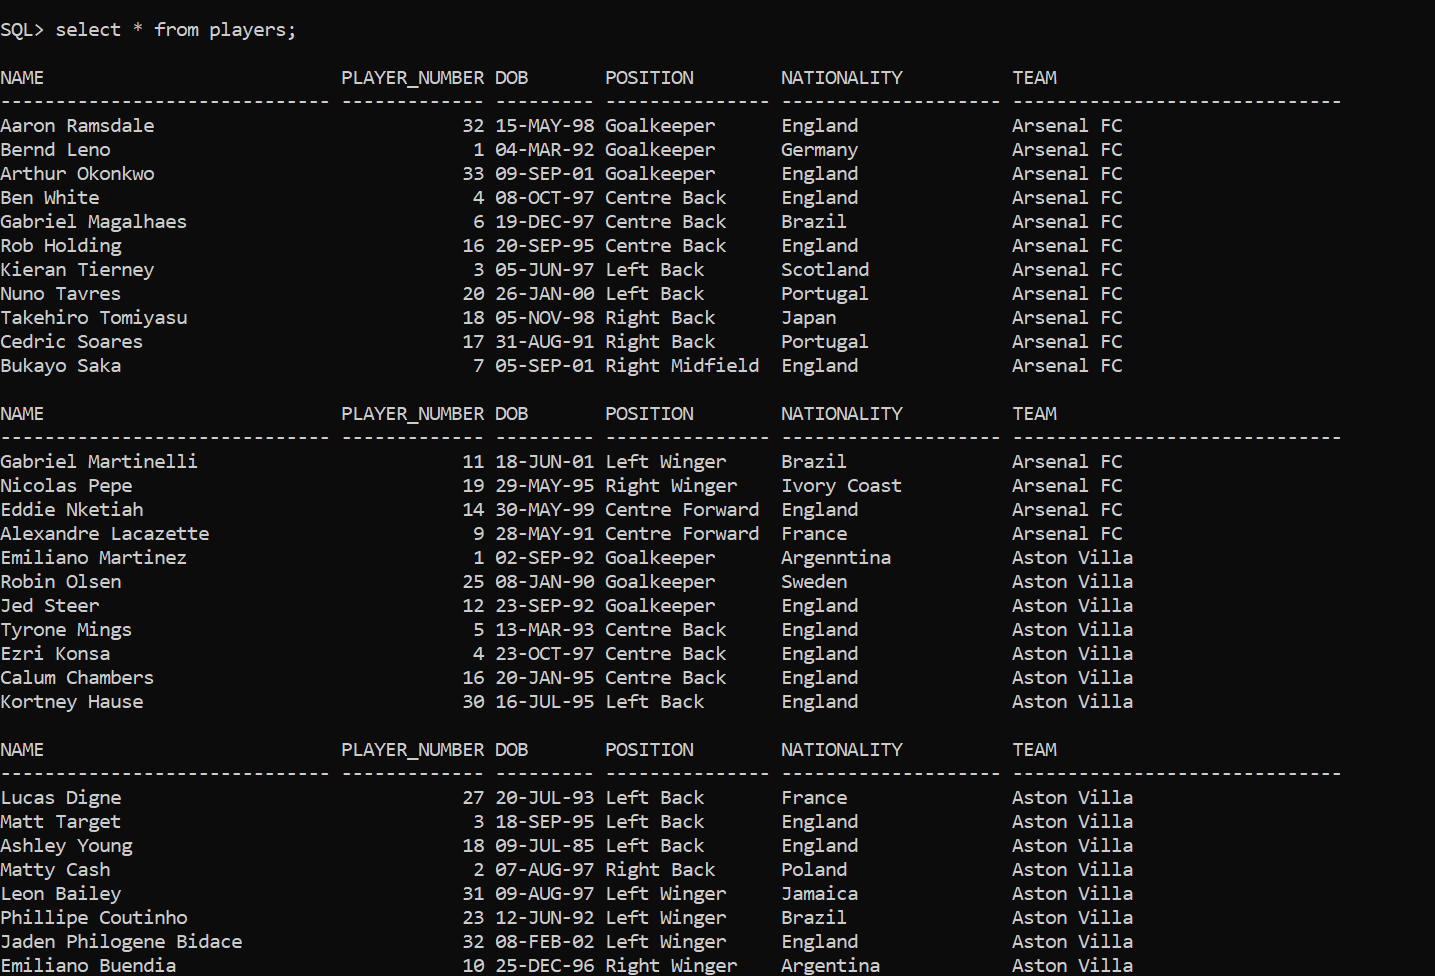 SQL> select * from players;
NAME PLAYER_NUMBER DOB POSITION NATIONALITY TEAM
------------------------------ ------------- --------- --------------- -------------------- ------------------------------
Aaron Ramsdale 32 15-MAY-98 Goalkeeper England Arsenal FC
Bernd Leno 1 04-MAR-92 Goalkeeper Germany Arsenal FC
Arthur Okonkwo 33 09-SEP-01 Goalkeeper England Arsenal FC
Ben White 4 08-OCT-97 Centre Back England Arsenal FC
Gabriel Magalhaes 6 19-DEC-97 Centre Back Brazil Arsenal FC
Rob Holding 16 20-SEP-95 Centre Back England Arsenal FC
Kieran Tierney 3 05-JUN-97 Left Back Scotland Arsenal FC
Nuno Tavres 20 26-JAN-00 Left Back Portugal Arsenal FC
Takehiro Tomiyasu 18 05-NOV-98 Right Back Japan Arsenal FC
Cedric Soares 17 31-AUG-91 Right Back Portugal Arsenal FC
Bukayo Saka 7 05-SEP-01 Right Midfield England Arsenal FC
NAME PLAYER_NUMBER DOB POSITION NATIONALITY TEAM
------------------------------ ------------- --------- --------------- -------------------- ------------------------------
Gabriel Martinelli 11 18-JUN-01 Left Winger Brazil Arsenal FC
Nicolas Pepe 19 29-MAY-95 Right Winger Ivory Coast Arsenal FC
Eddie Nketiah 14 30-MAY-99 Centre Forward England Arsenal FC
Alexandre Lacazette 9 28-MAY-91 Centre Forward France Arsenal FC
Emiliano Martinez 1 02-SEP-92 Goalkeeper Argenntina Aston Villa
Robin Olsen 25 08-JAN-90 Goalkeeper Sweden Aston Villa
Jed Steer 12 23-SEP-92 Goalkeeper England Aston Villa
Tyrone Mings 5 13-MAR-93 Centre Back England Aston Villa
Ezri Konsa 4 23-OCT-97 Centre Back England Aston Villa
Calum Chambers 16 20-JAN-95 Centre Back England Aston Villa
Kortney Hause 30 16-JUL-95 Left Back England Aston Villa
NAME PLAYER_NUMBER DOB POSITION NATIONALITY TEAM
------------------------------ ------------- --------- --------------- -------------------- ------------------------------
Lucas Digne 27 20-JUL-93 Left Back France Aston Villa
Matt Target 3 18-SEP-95 Left Back England Aston Villa
Ashley Young 18 09-JUL-85 Left Back England Aston Villa
Matty Cash 2 07-AUG-97 Right Back Poland Aston Villa
Leon Bailey 31 09-AUG-97 Left Winger Jamaica Aston Villa
Phillipe Coutinho 23 12-JUN-92 Left Winger Brazil Aston Villa
Jaden Philogene Bidace 32 08-FEB-02 Left Winger England Aston Villa
Emiliano Buendia 10 25-DEC-96 Right Winger Argentina Aston Villa